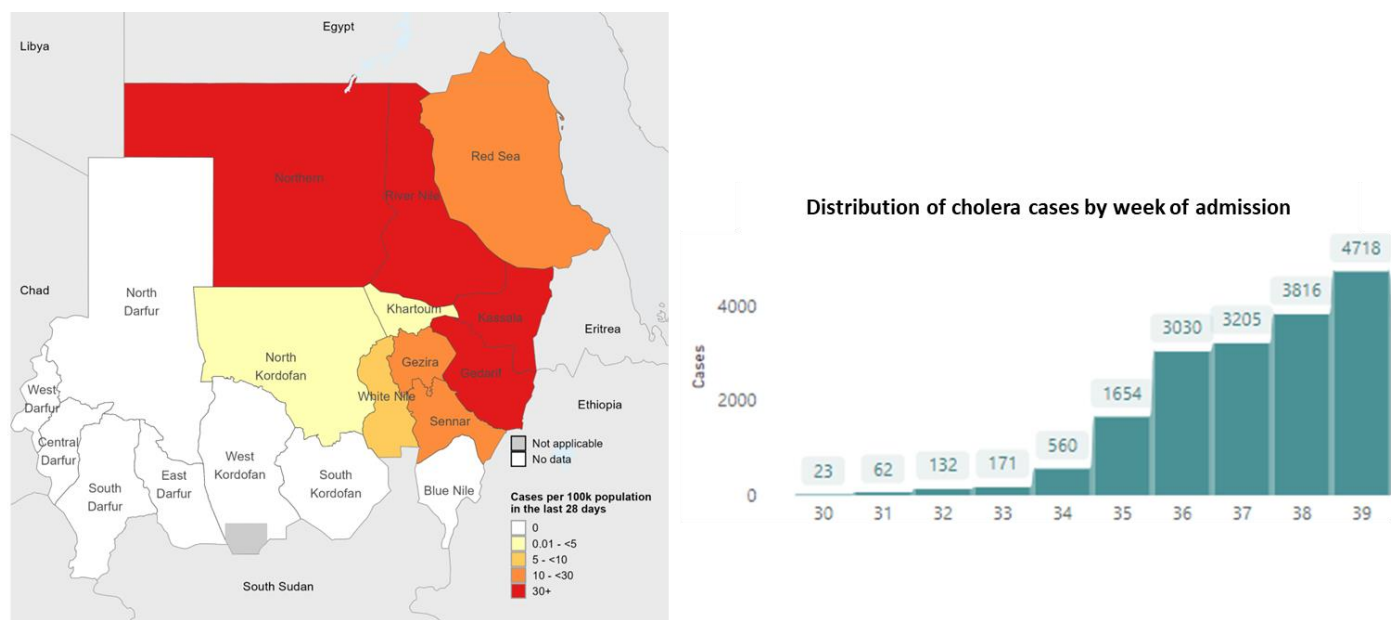 Egypt
Libya
Red Sea
Northern
River Nile
Chad
North
Darfur
Khartoum
Kassala
Eritrea
North
Kordofan
Gezira
Gedarif
West
Darfur
White Nile
Ethiopia
Sennar
Central
Darfur
West
Kordofan
East
Darfur
South
Kordofan
South
Darfur
Blue Nile
South Sudan
Not applicable
No data
Cases per 100k population
in the last 28 days
0
0.01 - <5
5 - <10
10 - <30
30+
Distribution of cholera cases by week of admission
Cases
4000
2000
0
23
62
132
171
560
1654
3030
3205
3816
4718
30
31
32
33
34
35
36
37
38
39